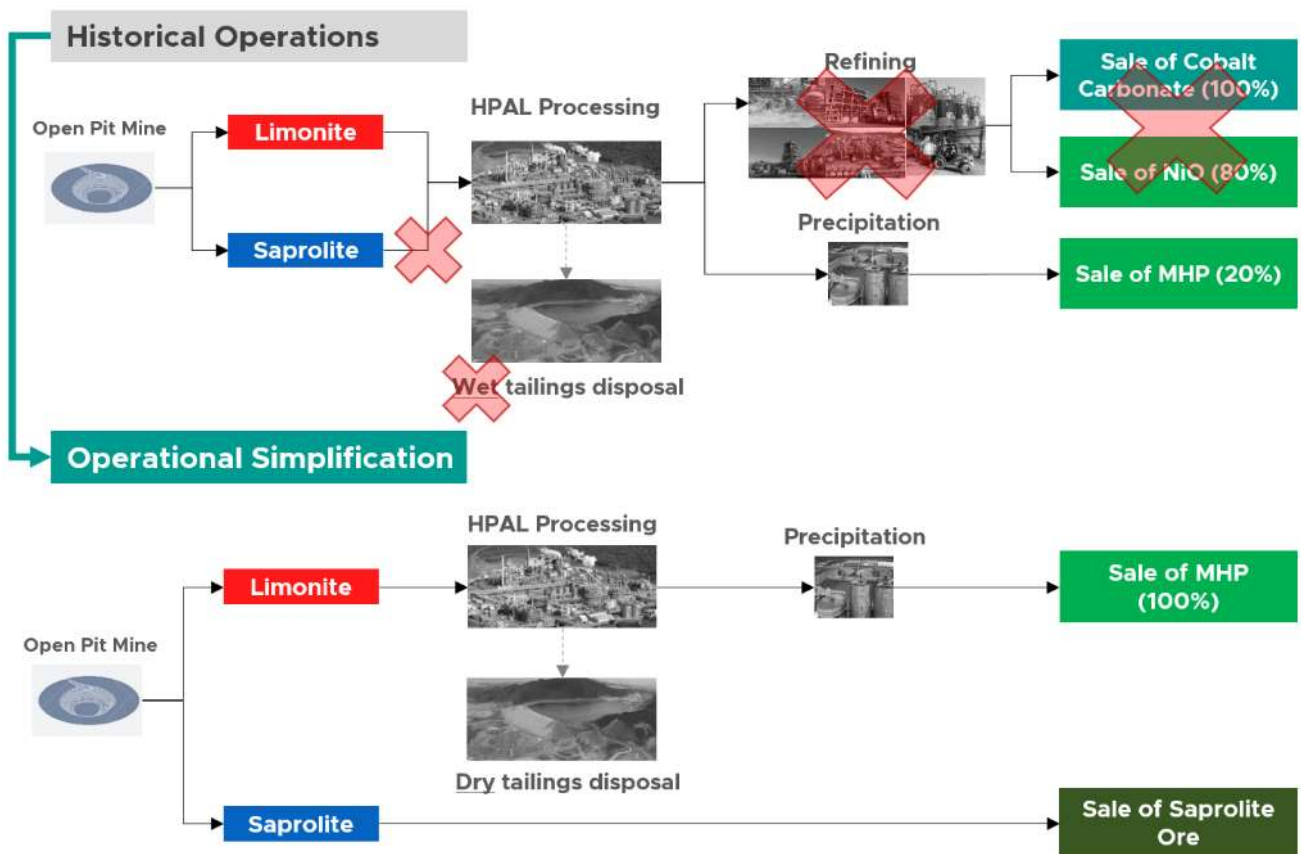 Historical Operations
Open Pit Mine
Limonite
Saprolite
HPAL Processing
Wet tailings disposal
Refining
Precipitation
Sale of Cobalt
Carbonate (100%)
Sale of NiO (80%)
Sale of MHP (20%)
Operational Simplification
Open Pit Mine
Limonite
Saprolite
HPAL Processing
Dry tailings disposal
Precipitation
Sale of MHP
(100%)
Sale of Saprolite
Ore